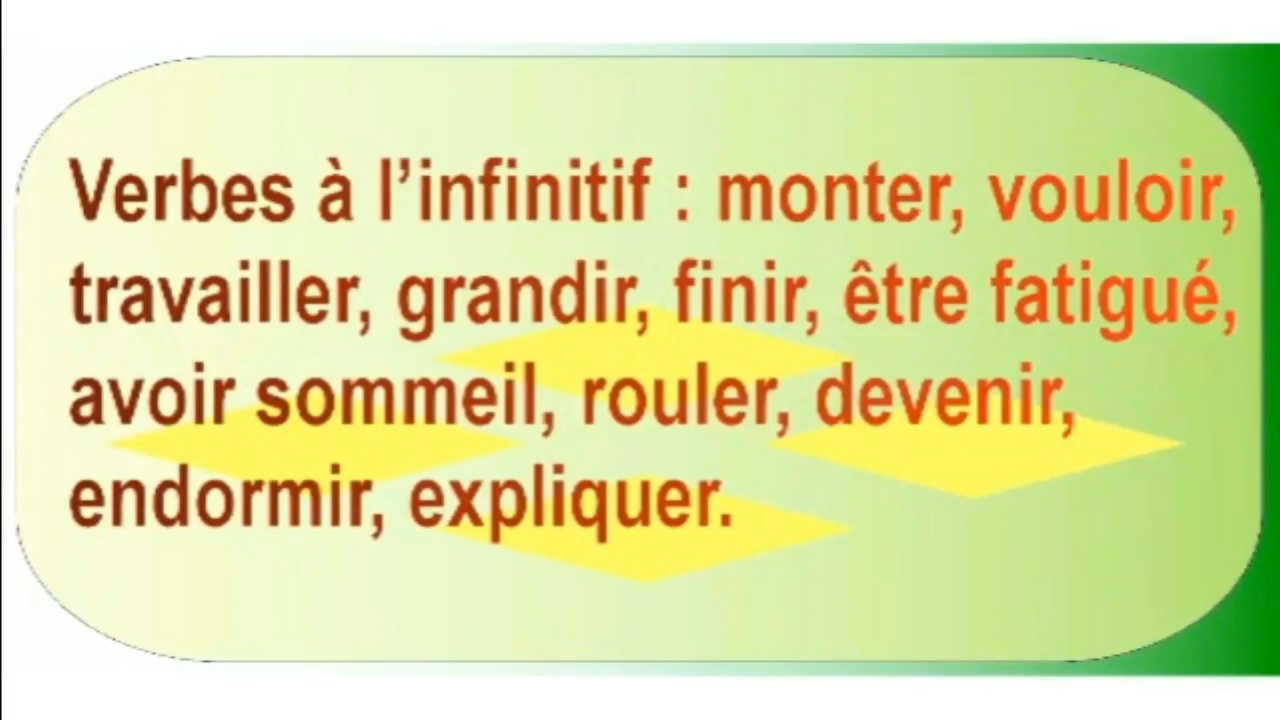 Verbes à l’infinitif : monter, vouloir,
travailler, grandir, finir, être fatigué,
avoir sommeil, rouler, devenir,
endormir, expliquer.